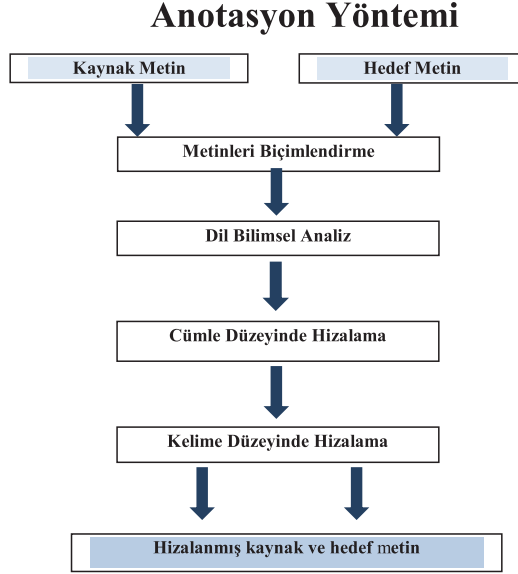 Anotasyon Yöntemi
Kaynak Metin
Hedef Metin
Metinleri Biçimlendirme
Dil Bilimsel Analiz
Cümle Düzeyinde Hizalama
Kelime Düzeyinde Hizalama
Hizalanmış kaynak ve hedef metin